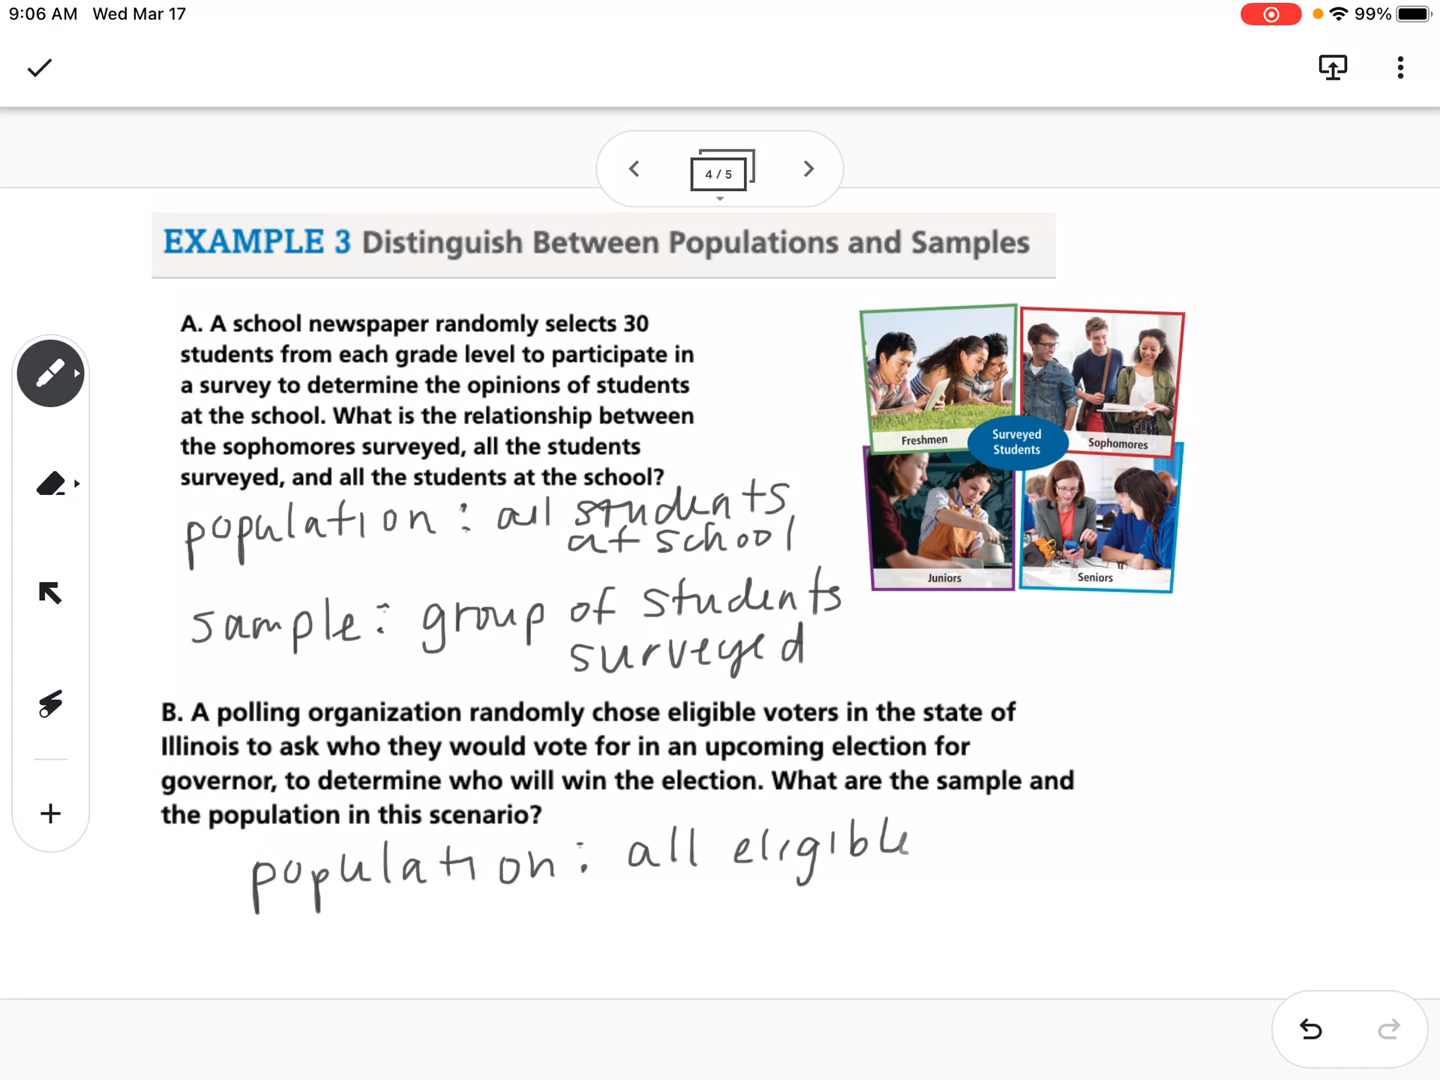 9:06 AM Wed Mar 17
99%
4 / 5
EXAMPLE 3 Distinguish Between Populations and Samples
A. A school newspaper randomly selects 30
students from each grade level to participate in
a survey to determine the opinions of students
at the school. What is the relationship between
the sophomores surveyed, all the students
surveyed, and all the students at the school?
Freshmen
Surveyed
Students
Sophomores
Juniors
Seniors
population: all students
at school
sample: group of students
surveyed
B. A polling organization randomly chose eligible voters in the state of
Illinois to ask who they would vote for in an upcoming election for
governor, to determine who will win the election. What are the sample and
the population in this scenario?
population: all eligible